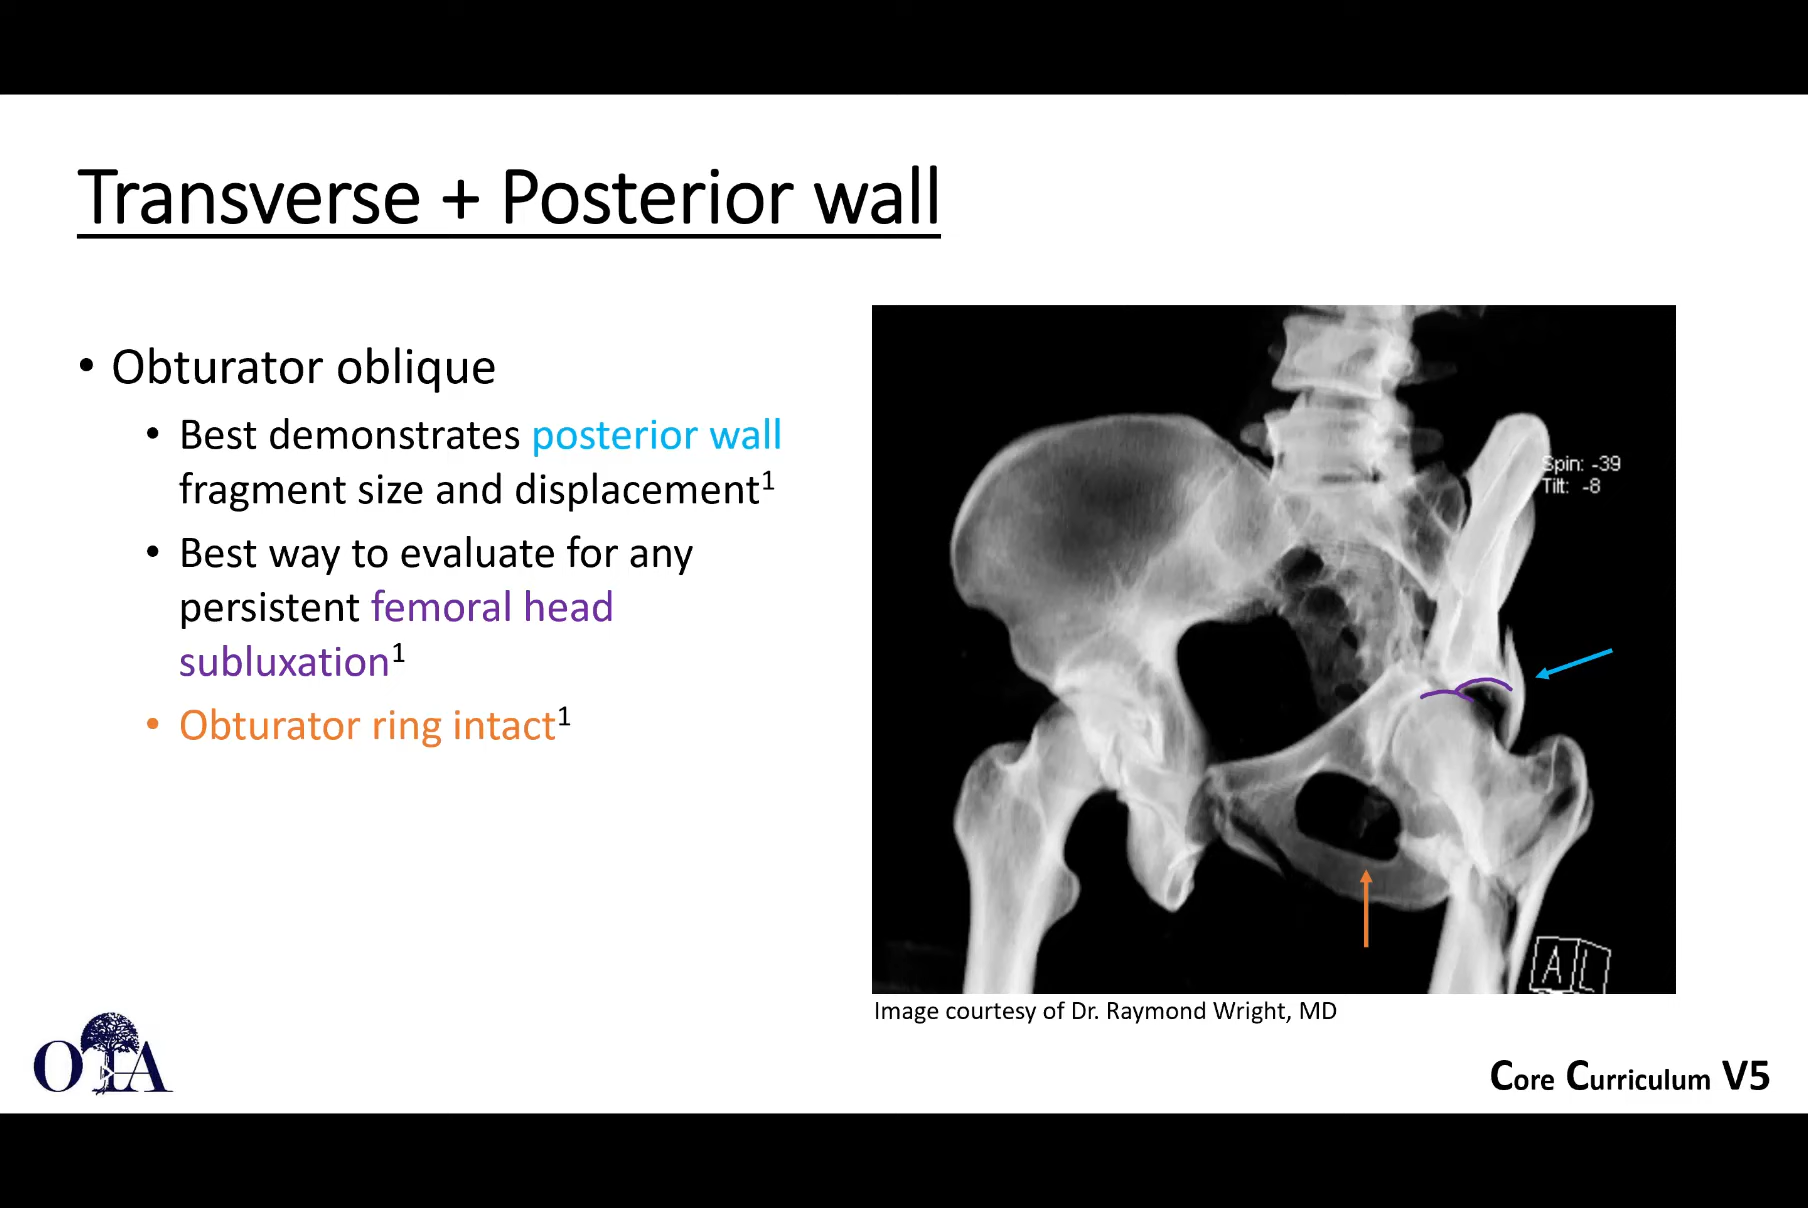 Transverse + Posterior wall
• Obturator oblique
• Best demonstrates posterior wall
fragment size and displacement1
• Best way to evaluate for any
persistent femoral head
subluxation1
• Obturator ring intact1
Spin: -39
Tilt: -8
A L
Image courtesy of Dr. Raymond Wright, MD
OTA
Core Curriculum V5